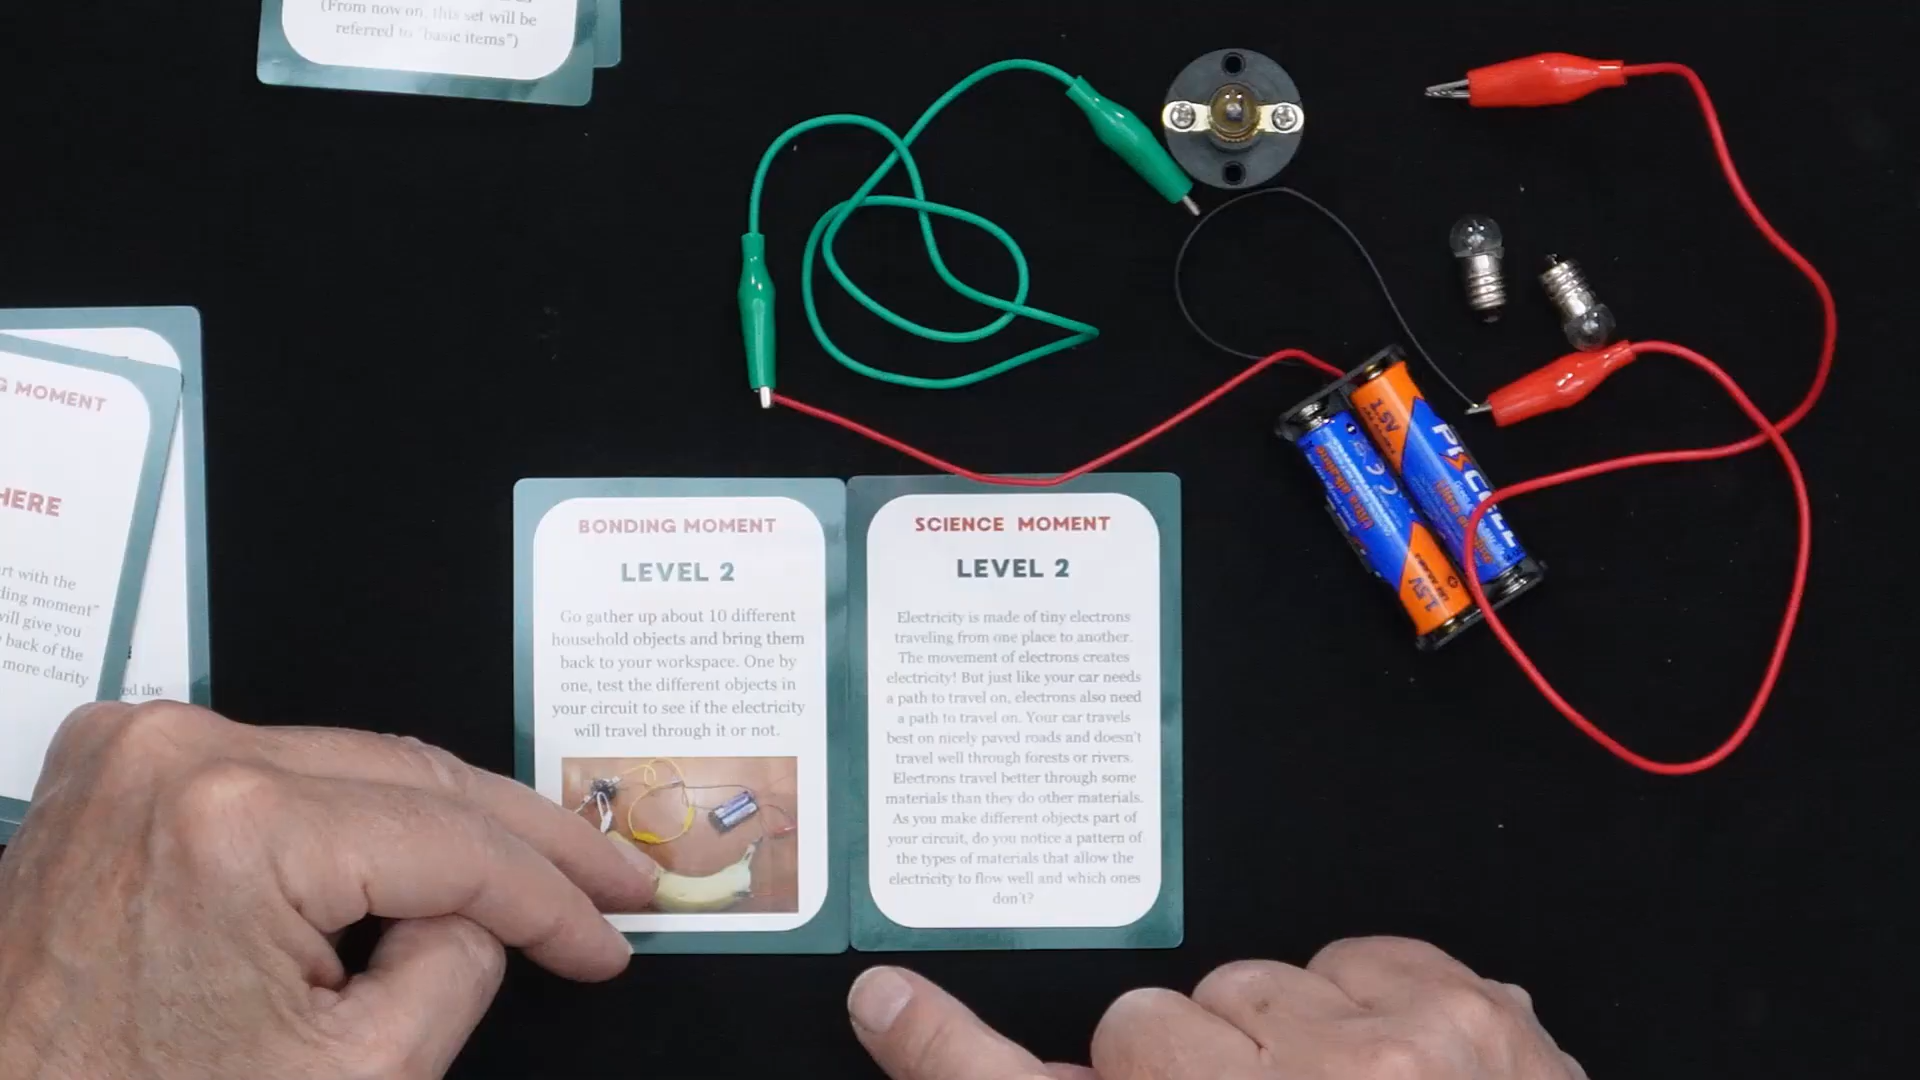 (From now on, this set will be
referred to "basic items")
G MOMENT
HERE
rt with the
ding moment"
will give you
back of the
more clarity
ed the
BONDING MOMENT
LEVEL 2
Go gather up about 10 different
household objects and bring them
back to your workspace. One by
one, test the different objects in
your circuit to see if the electricity
will travel through it or not.
SCIENCE MOMENT
LEVEL 2
Electricity is made of tiny electrons
traveling from one place to another.
The movement of electrons creates
electricity! But just like your car needs
a path to travel on, electrons also need
a path to travel on. Your car travels
best on nicely paved roads and doesn't
travel well through forests or rivers.
Electrons travel better through some
materials than they do other materials.
As you make different objects part of
your circuit, do you notice a pattern of
the types of materials that allow the
electricity to flow well and which ones
don't?
1.5V
PKCELL
Ultra alkaline
1.5V